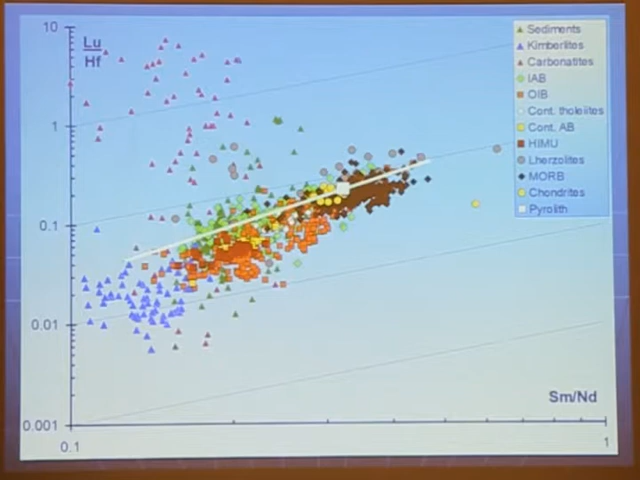 10
Lu
Hf
1
0.1
0.01
0.001
0.1
1
Sm/Nd
Sediments
Kimberlites
Carbonatites
IAB
OIB
Cont. tholeiites
Cont. AB
HIMU
Lherzolites
MORB
Chondrites
Pyrolith